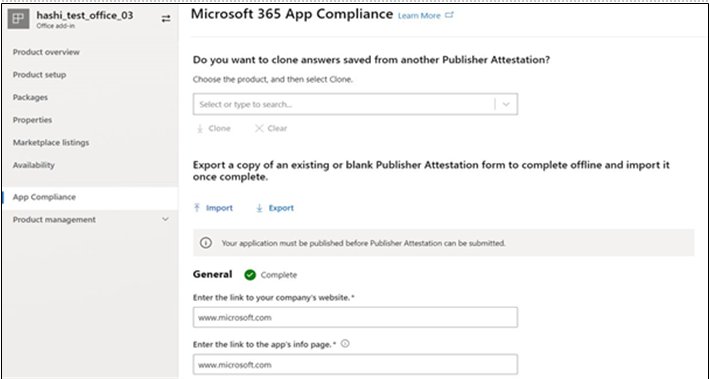 hashi_test_office_03
Office add-in
Product overview
Product setup
Packages
Properties
Marketplace listings
Availability
App Compliance
Product management
Microsoft 365 App Compliance Learn More
Do you want to clone answers saved from another Publisher Attestation?
Choose the product, and then select Clone.
Select or type to search...
Clone Clear
Export a copy of an existing or blank Publisher Attestation form to complete offline and import it
once complete.
Import Export
Your application must be published before Publisher Attestation can be submitted.
General Complete
Enter the link to your company's website.*
www.microsoft.com
Enter the link to the app's info page.*
www.microsoft.com